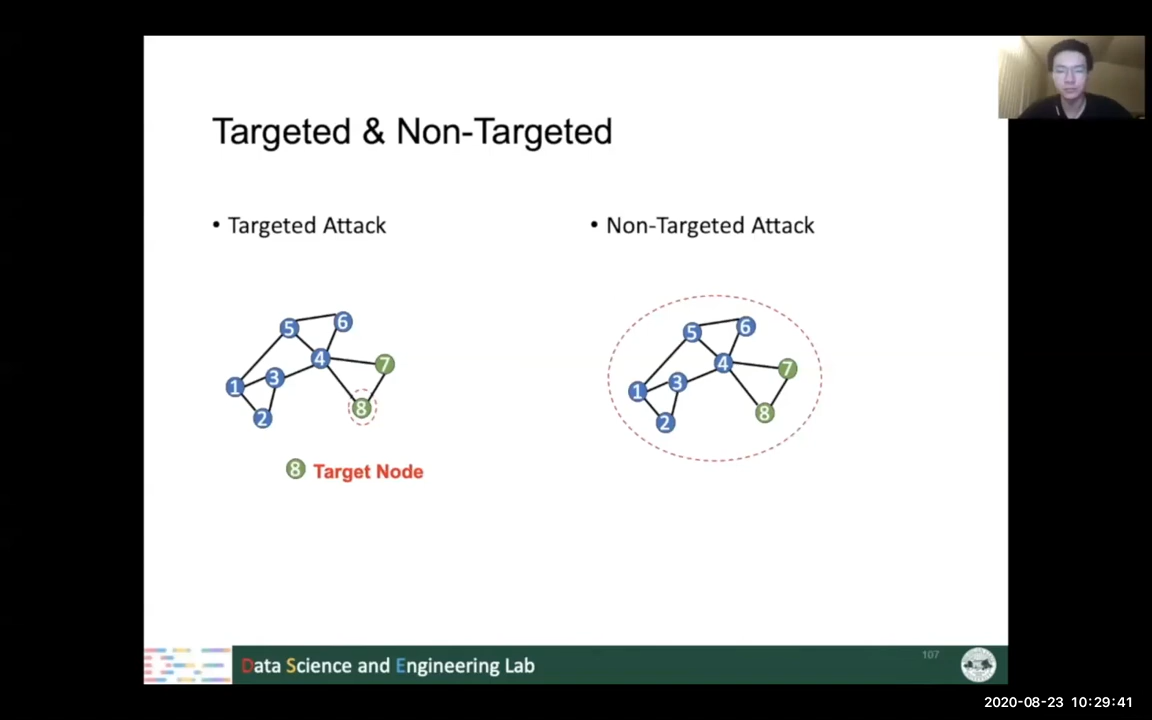 Targeted & Non-Targeted
• Targeted Attack
• Non-Targeted Attack
5 6
4 7
1 3
8
2
8 Target Node
5 6
4 7
1 3
8
2
Data Science and Engineering Lab
107
2020-08-23 10:29:41